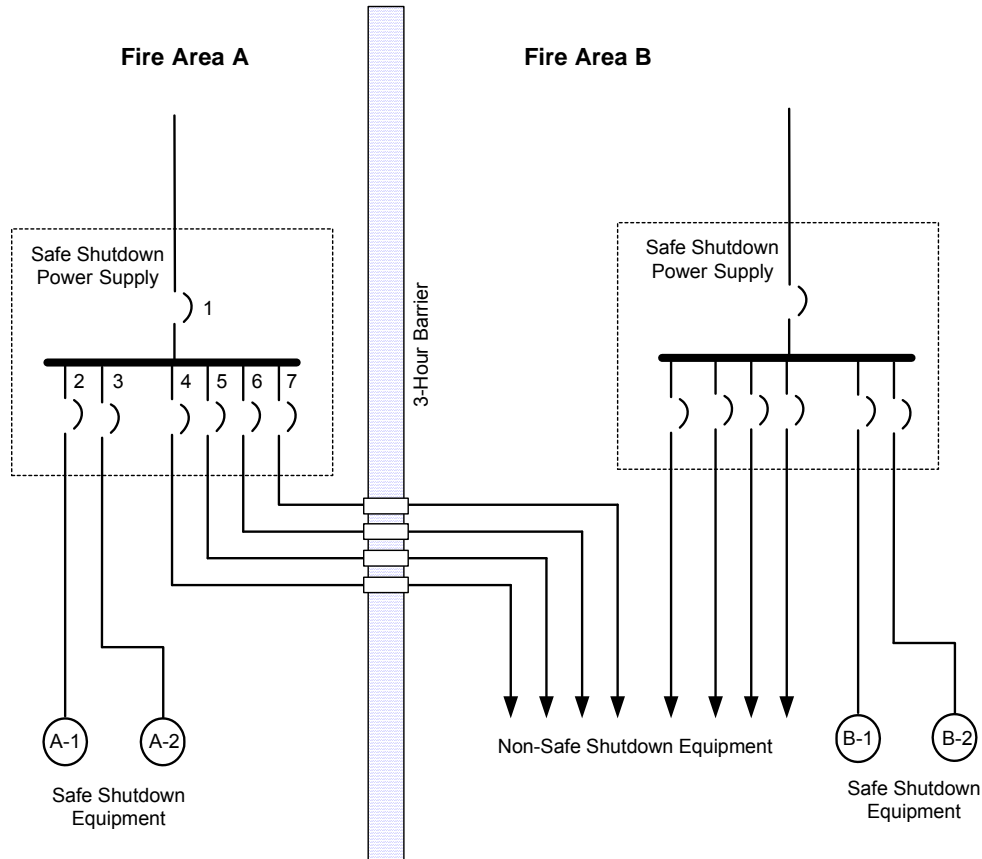 Fire Area A
Fire Area B
Safe Shutdown
Power Supply
1
2
3
4
5
6
7
3-Hour Barrier
Safe Shutdown
Power Supply
A-1
A-2
Safe Shutdown
Equipment
Non-Safe Shutdown Equipment
B-1
B-2
Safe Shutdown
Equipment